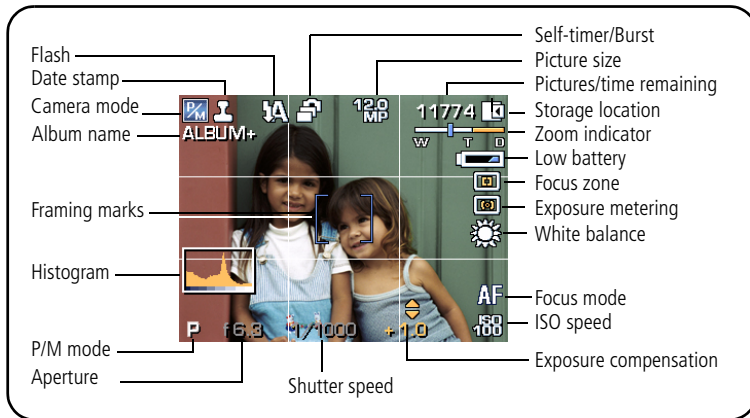 Self-timer/Burst
Flash
Picture size
Date stamp
Pictures/time remaining
Camera mode
P/M
A
12.0
MP
11774
Storage location
Album name
ALBUM+
Zoom indicator
W T D
Low battery
Focus zone
Framing marks
Exposure metering
White balance
Histogram
AF
Focus mode
ISO
100
ISO speed
P/M mode
P f6.3 1/1000 +1.0
Exposure compensation
Aperture
Shutter speed